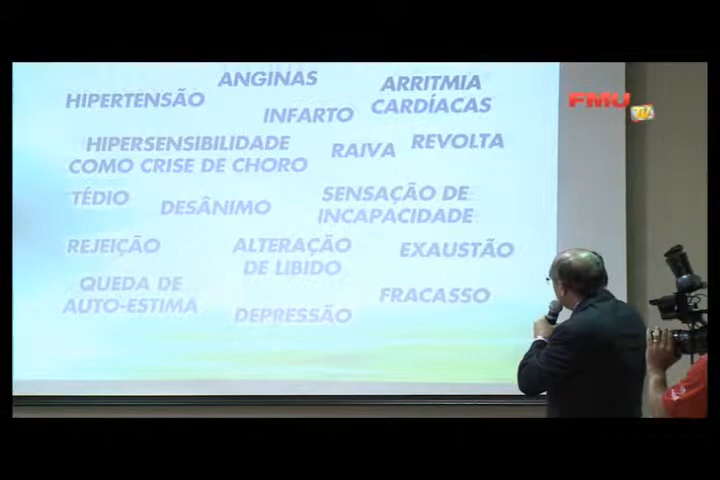 ANGINAS
HIPERTENSÃO
ARRITMIA
CARDÍACAS
INFARTO
HIPERSENSIBILIDADE
COMO CRISE DE CHORO
RAIVA
REVOLTA
TÉDIO
DESÂNIMO
SENSAÇÃO DE
INCAPACIDADE
REJEIÇÃO
ALTERAÇÃO
DE LIBIDO
EXAUSTÃO
QUEDA DE
AUTO-ESTIMA
DEPRESSÃO
FRACASSO
FMU
TV